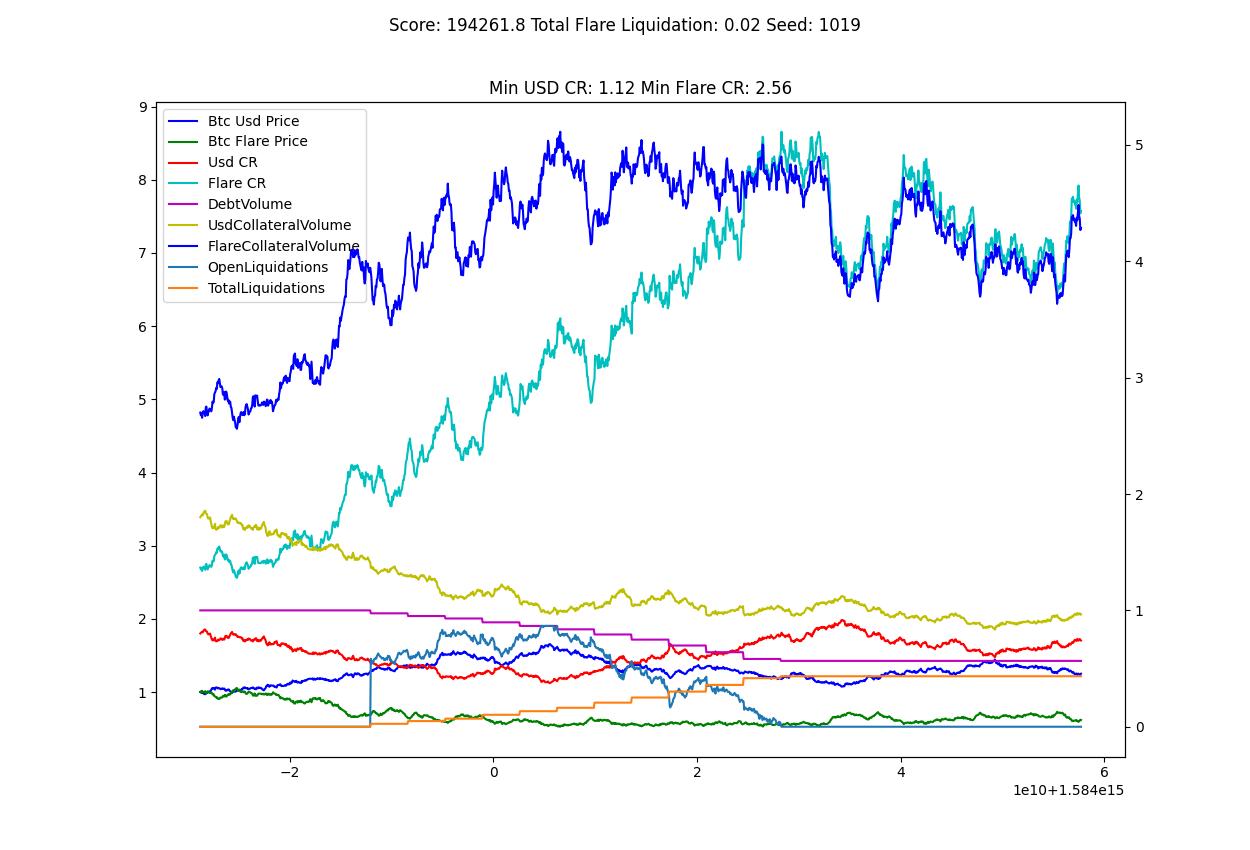 Score: 194261.8 Total Flare Liquidation: 0.02 Seed: 1019
Min USD CR: 1.12 Min Flare CR: 2.56
Btc Usd Price
Btc Flare Price
Usd CR
Flare CR
DebtVolume
UsdCollateralVolume
FlareCollateralVolume
OpenLiquidations
TotalLiquidations
9
8
7
6
5
4
3
2
1
5
4
3
2
1
0
−2
0
2
4
6
1e10+1.584e15